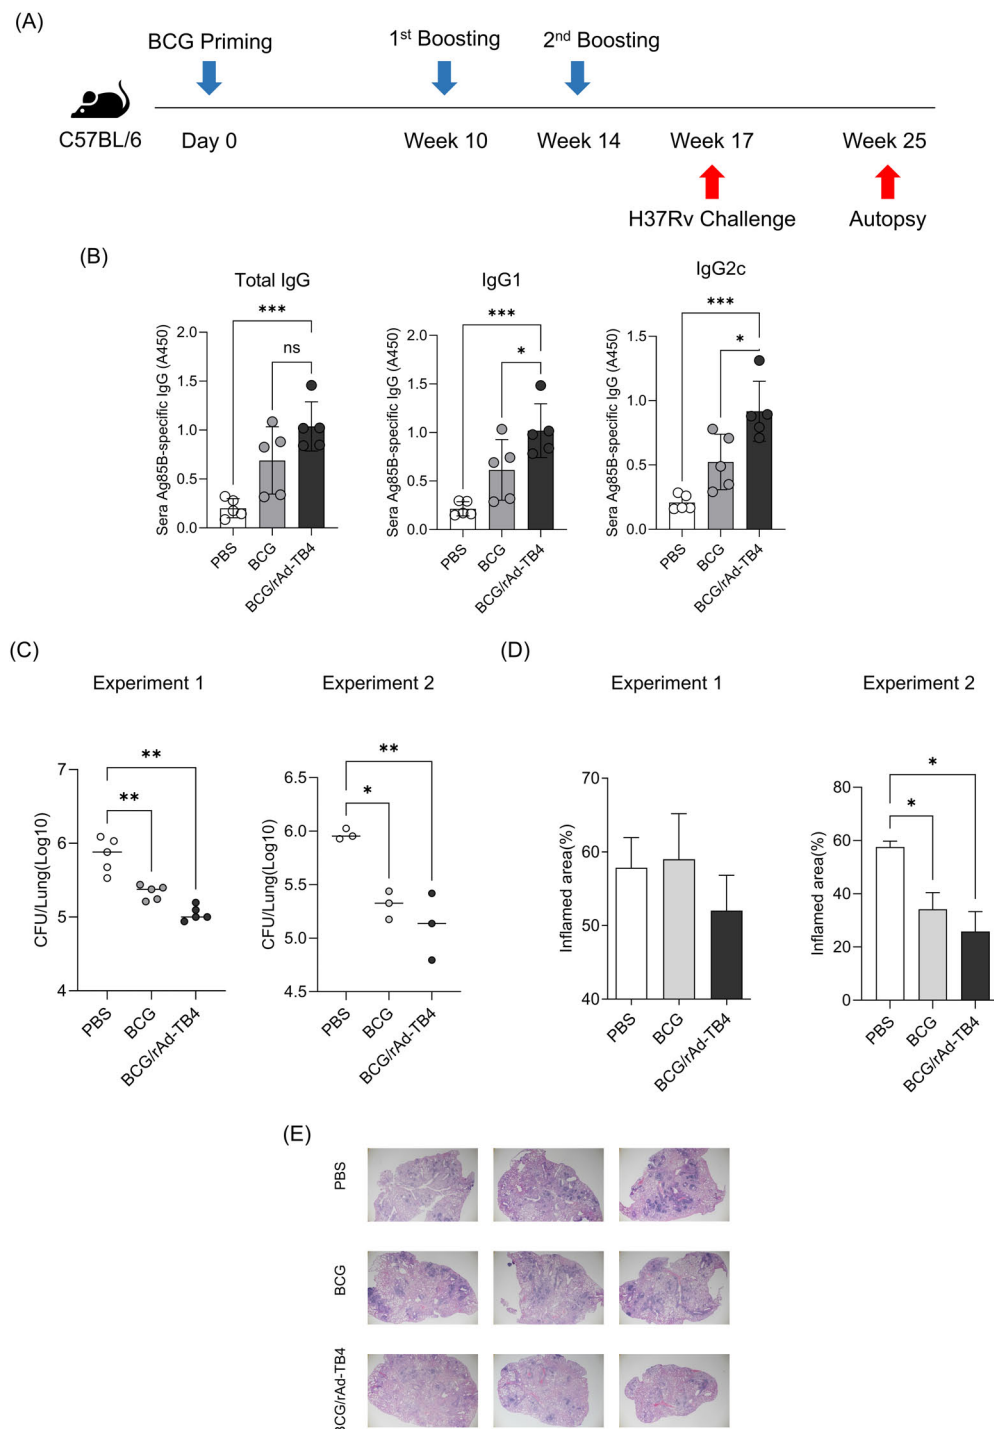 (A)
BCG Priming
1st Boosting
2nd Boosting
C57BL/6
Day 0
Week 10
Week 14
Week 17
Week 25
H37Rv Challenge
Autopsy
(B)
Total IgG
***
ns
Sera Ag85B-specific IgG (A450)
2.0
1.5
1.0
0.5
0.0
PBS
BCG
BCG/rAd-TB4
IgG1
***
*
Sera Ag85B-specific IgG (A450)
2.0
1.5
1.0
0.5
0.0
PBS
BCG
BCG/rAd-TB4
IgG2c
***
*
Sera Ag85B-specific IgG (A450)
1.5
1.0
0.5
0.0
PBS
BCG
BCG/rAd-TB4
(C)
Experiment 1
**
**
CFU/Lung(Log10)
7
6
5
4
PBS
BCG
BCG/rAd-TB4
Experiment 2
**
*
CFU/Lung(Log10)
6.5
6.0
5.5
5.0
4.5
PBS
BCG
BCG/rAd-TB4
(D)
Experiment 1
Inflamed area(%)
70
60
50
40
PBS
BCG
BCG/rAd-TB4
Experiment 2
*
*
Inflamed area(%)
80
60
40
20
0
PBS
BCG
BCG/rAd-TB4
(E)
PBS
BCG
BCG/rAd-TB4